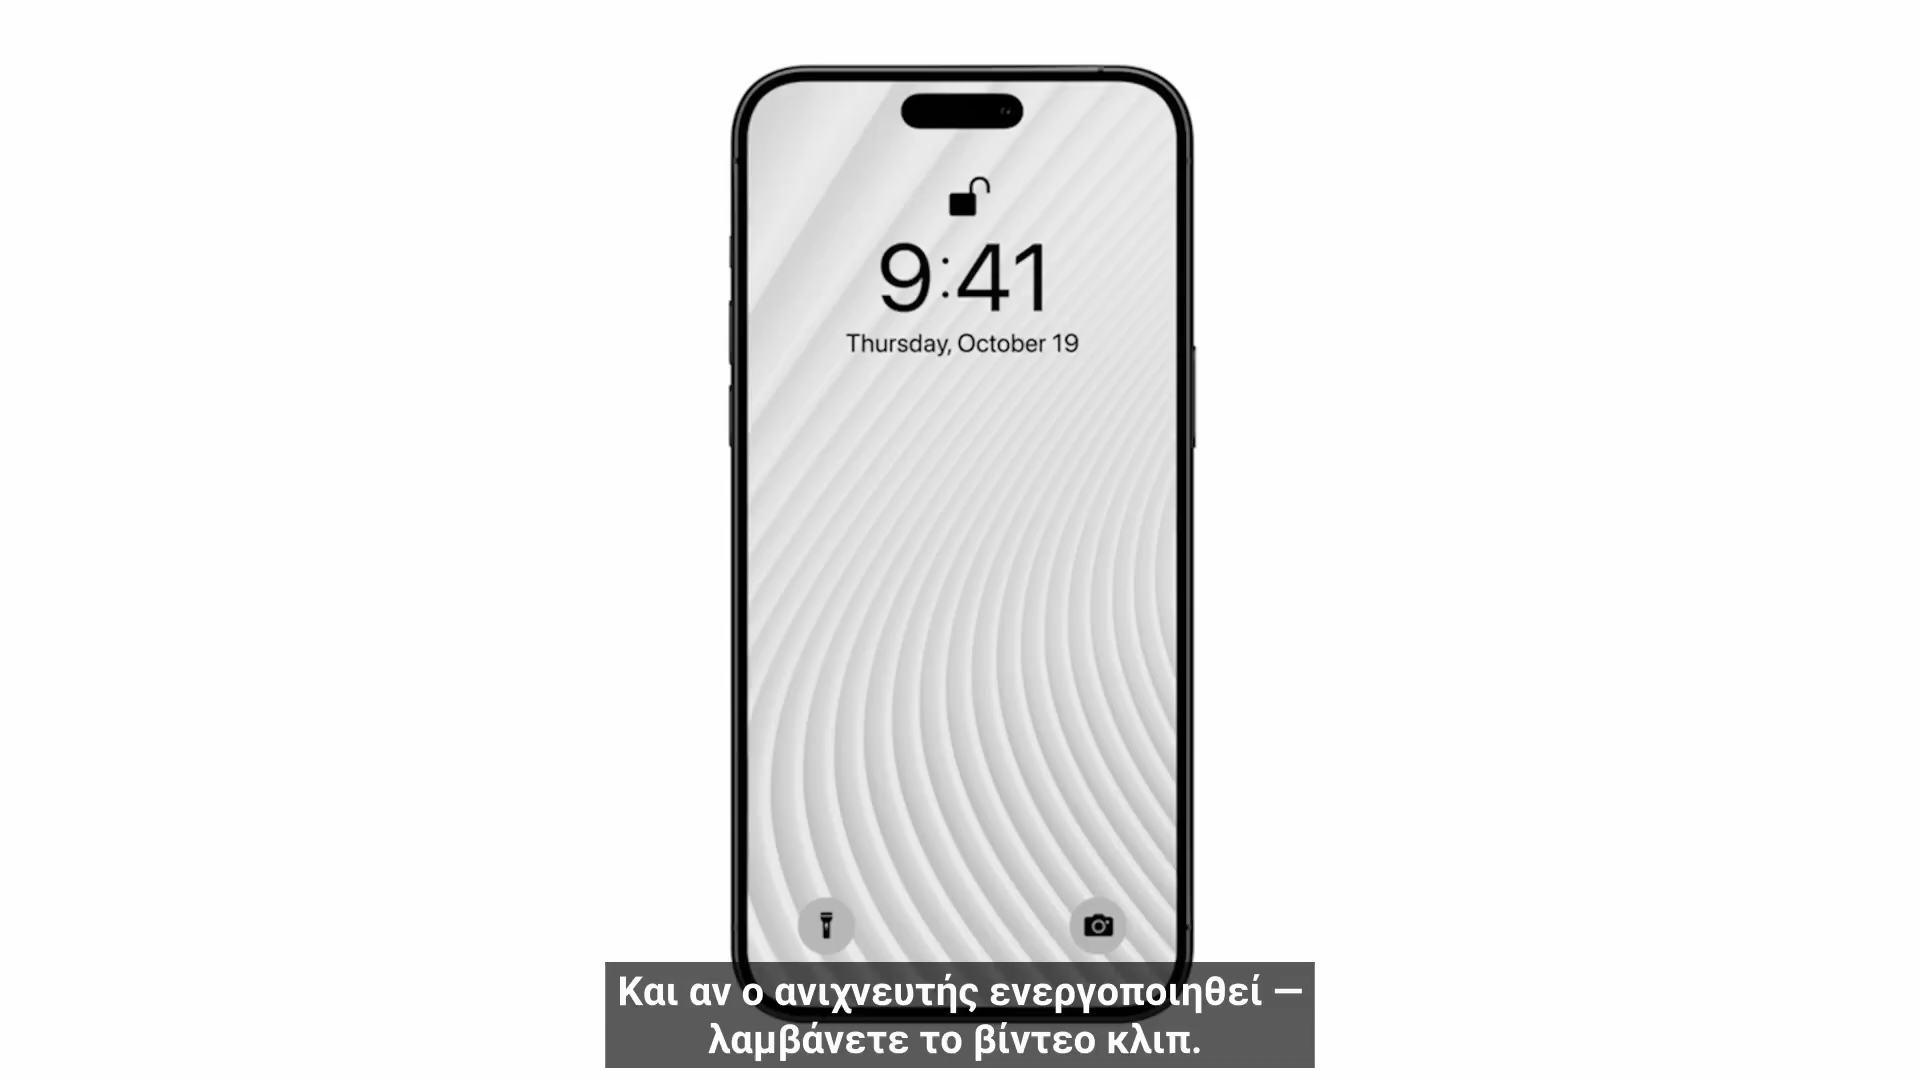 9:41
Thursday, October 19
Και αν ο ανιχνευτής ενεργοποιηθεί —
λαμβάνετε το βίντεο κλιπ.